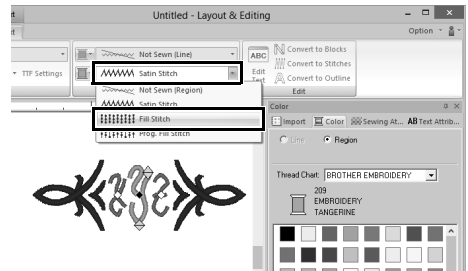 Untitled - Layout & Editing
Option
Not Sewn (Line)
ABC
Convert to Blocks
TTF Settings
Satin Stitch
Edit Text
Convert to Stitches
Convert to Outline
Edit
Not Sewn (Region)
Satin Stitch
Fill Stitch
Prog. Fill Stitch
Color
Import
Color
Sewing At...
AB Text Attrib...
Line
Region
Thread Chart: BROTHER EMBROIDERY
209
EMBROIDERY
TANGERINE